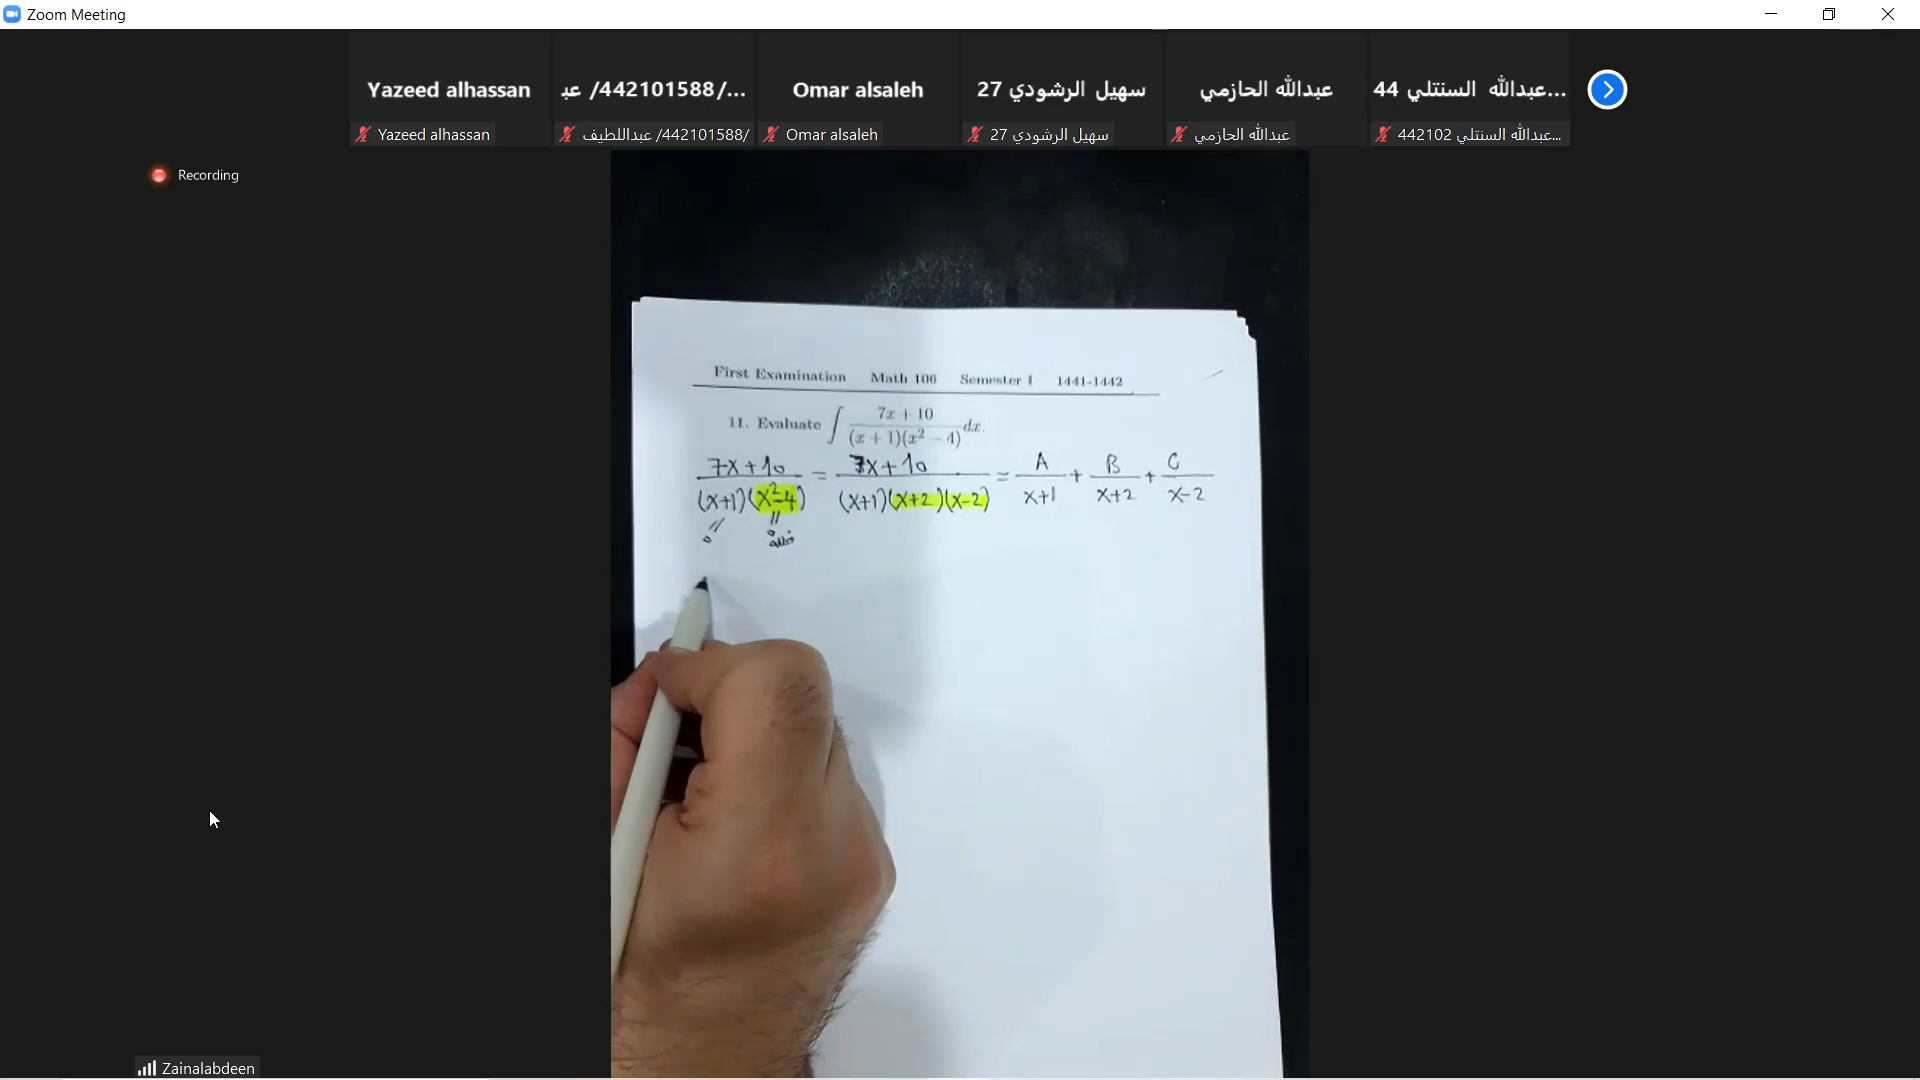 Zoom Meeting
Yazeed alhassan
عبد /442101588/...
Omar alsaleh
سهيل الرشودي 27
عبدالله الحازمي
عبدالله السنتلي 44...
Yazeed alhassan
عبداللطيف /442101588/
Omar alsaleh
سهيل الرشودي 27
عبدالله الحازمي
عبدالله السنتلي 442102...
Recording
First Examination Math 106 Semester I 1441-1442
11. Evaluate ∫ (7x + 10)/((x + 1)(x² − 4)) dx.
(7x+10)/((x+1)(x²-4)) = (7x+10)/((x+1)(x+2)(x-2)) = A/(x+1) + B/(x+2) + C/(x-2)
Zainalabdeen